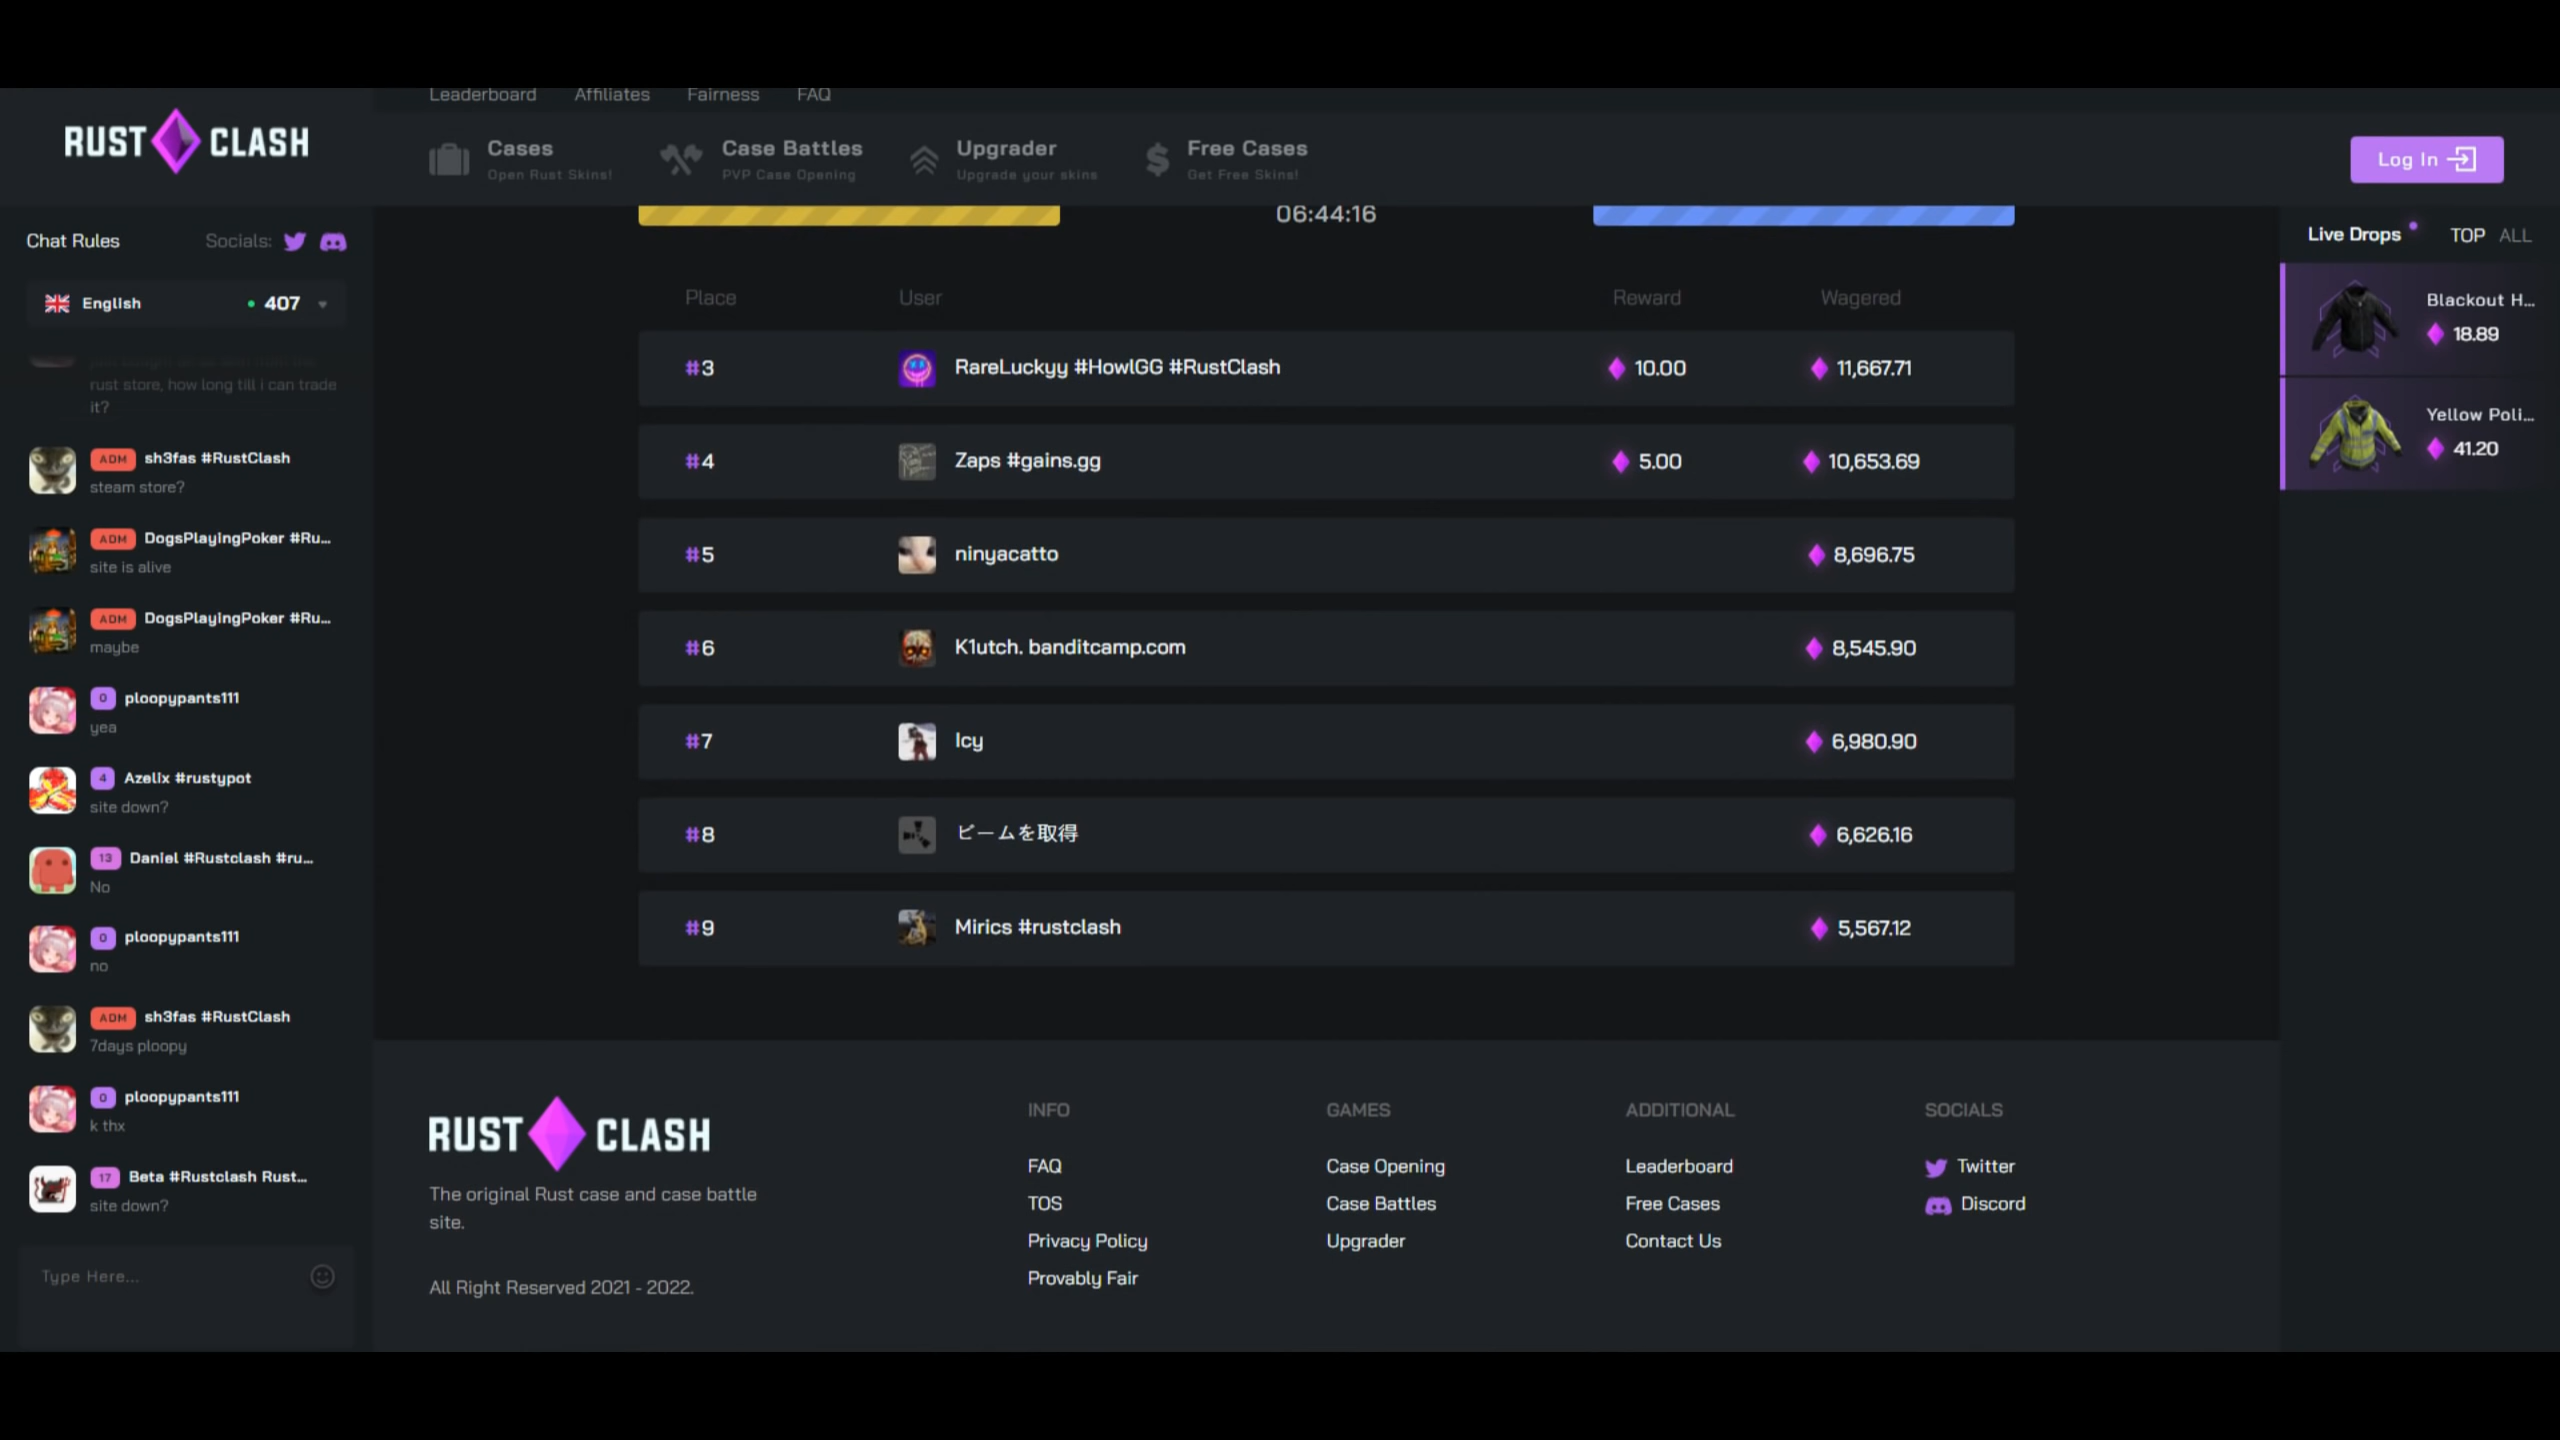 Leaderboard Affiliates Fairness FAQ
RUST CLASH
Cases
Open Rust Skins!
Case Battles
PVP Case Opening
Upgrader
Upgrade your skins
Free Cases
Get Free Skins!
Log In
Chat Rules Socials:
English 407
rust store, how long till i can trade
it?
ADM sh3fas #RustClash
steam store?
ADM DogsPlayingPoker #Ru...
site is alive
ADM DogsPlayingPoker #Ru...
maybe
0 ploopypants111
yea
4 Azelix #rustypot
site down?
13 Daniel #Rustclash #ru...
No
0 ploopypants111
no
ADM sh3fas #RustClash
7days ploopy
0 ploopypants111
k thx
17 Beta #Rustclash Rust...
site down?
Type Here...
06:44:16
Place User Reward Wagered
#3 RareLuckyy #HowlGG #RustClash 10.00 11,667.71
#4 Zaps #gains.gg 5.00 10,653.69
#5 ninyacatto 8,696.75
#6 K1utch. banditcamp.com 8,545.90
#7 Icy 6,980.90
#8 ビームを取得 6,626.16
#9 Mirics #rustclash 5,567.12
Live Drops TOP ALL
Blackout H...
18.89
Yellow Poli...
41.20
RUST CLASH
The original Rust case and case battle
site.
All Right Reserved 2021 - 2022.
INFO
FAQ
TOS
Privacy Policy
Provably Fair
GAMES
Case Opening
Case Battles
Upgrader
ADDITIONAL
Leaderboard
Free Cases
Contact Us
SOCIALS
Twitter
Discord